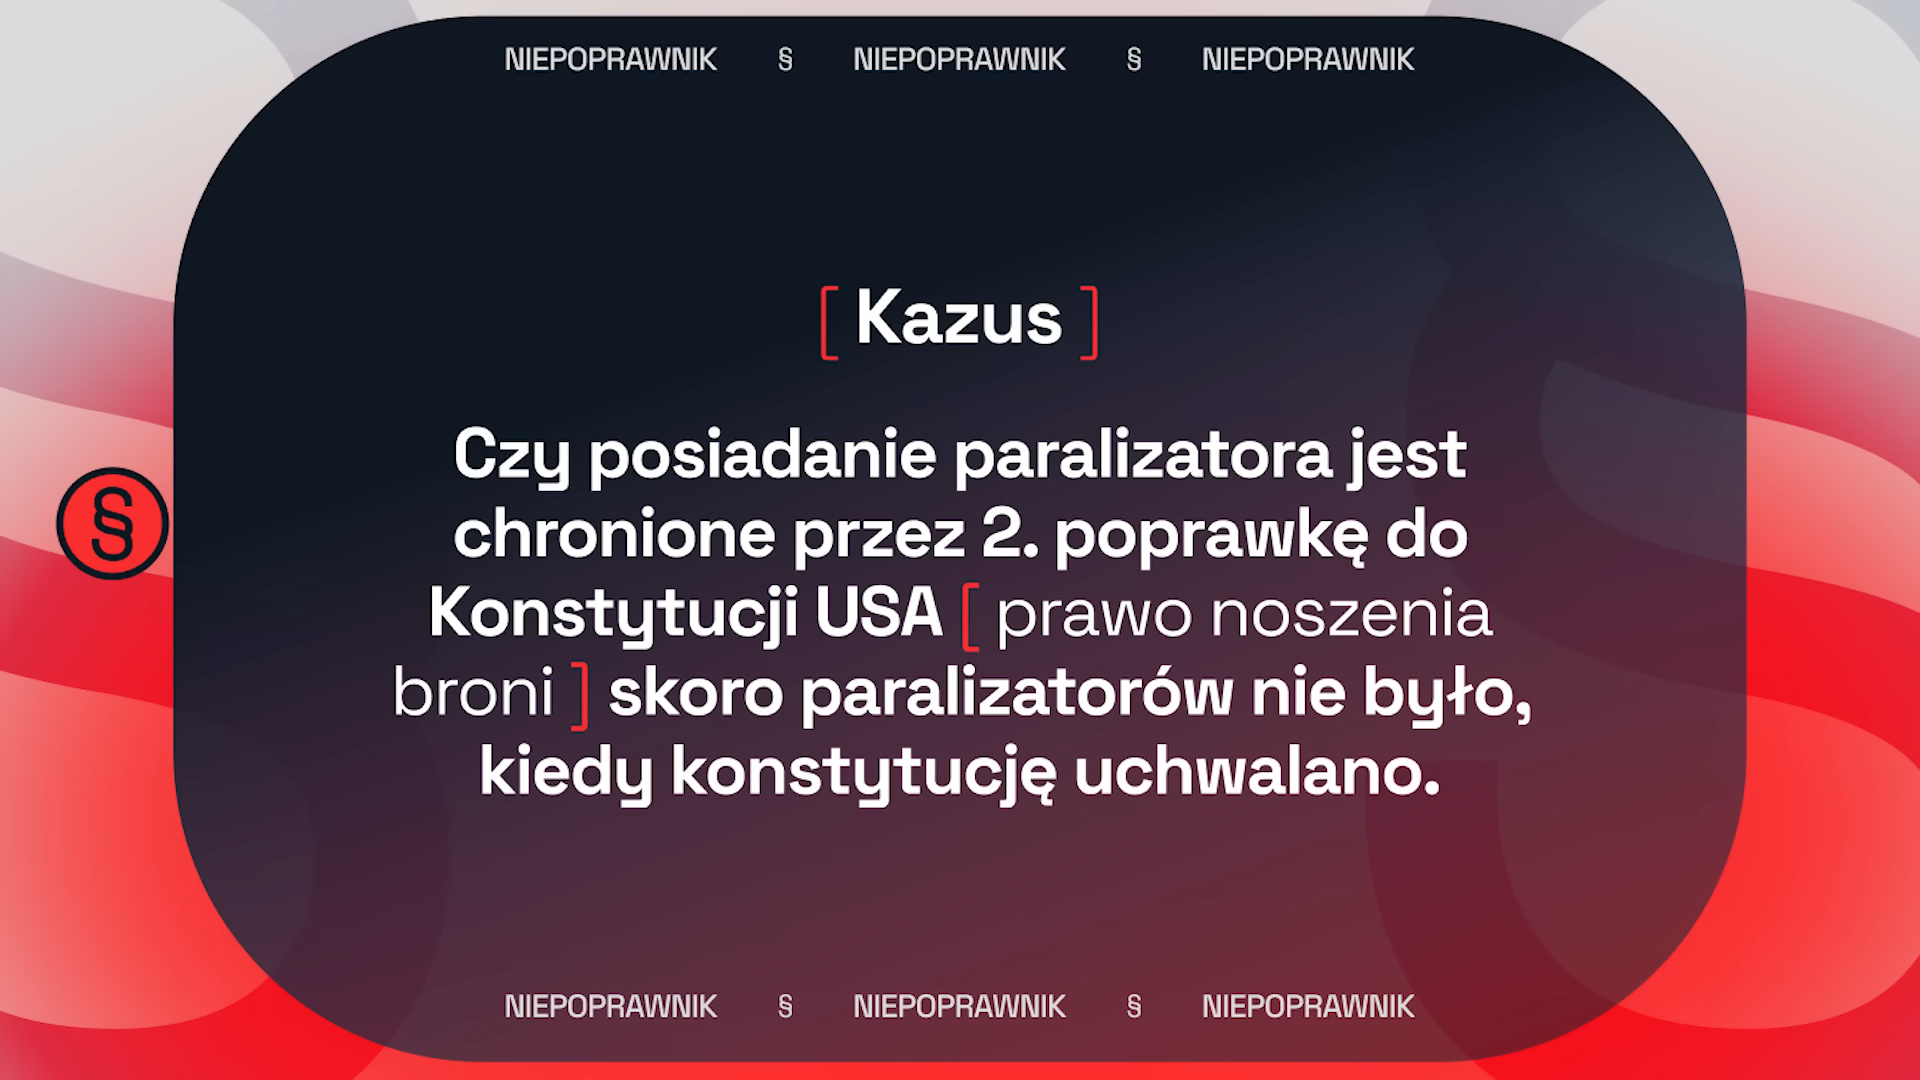 NIEPOPRAWNIK § NIEPOPRAWNIK § NIEPOPRAWNIK
[ Kazus ]
Czy posiadanie paralizatora jest
chronione przez 2. poprawkę do
Konstytucji USA [ prawo noszenia
broni ] skoro paralizatorów nie było,
kiedy konstytucję uchwalano.
§
NIEPOPRAWNIK § NIEPOPRAWNIK § NIEPOPRAWNIK